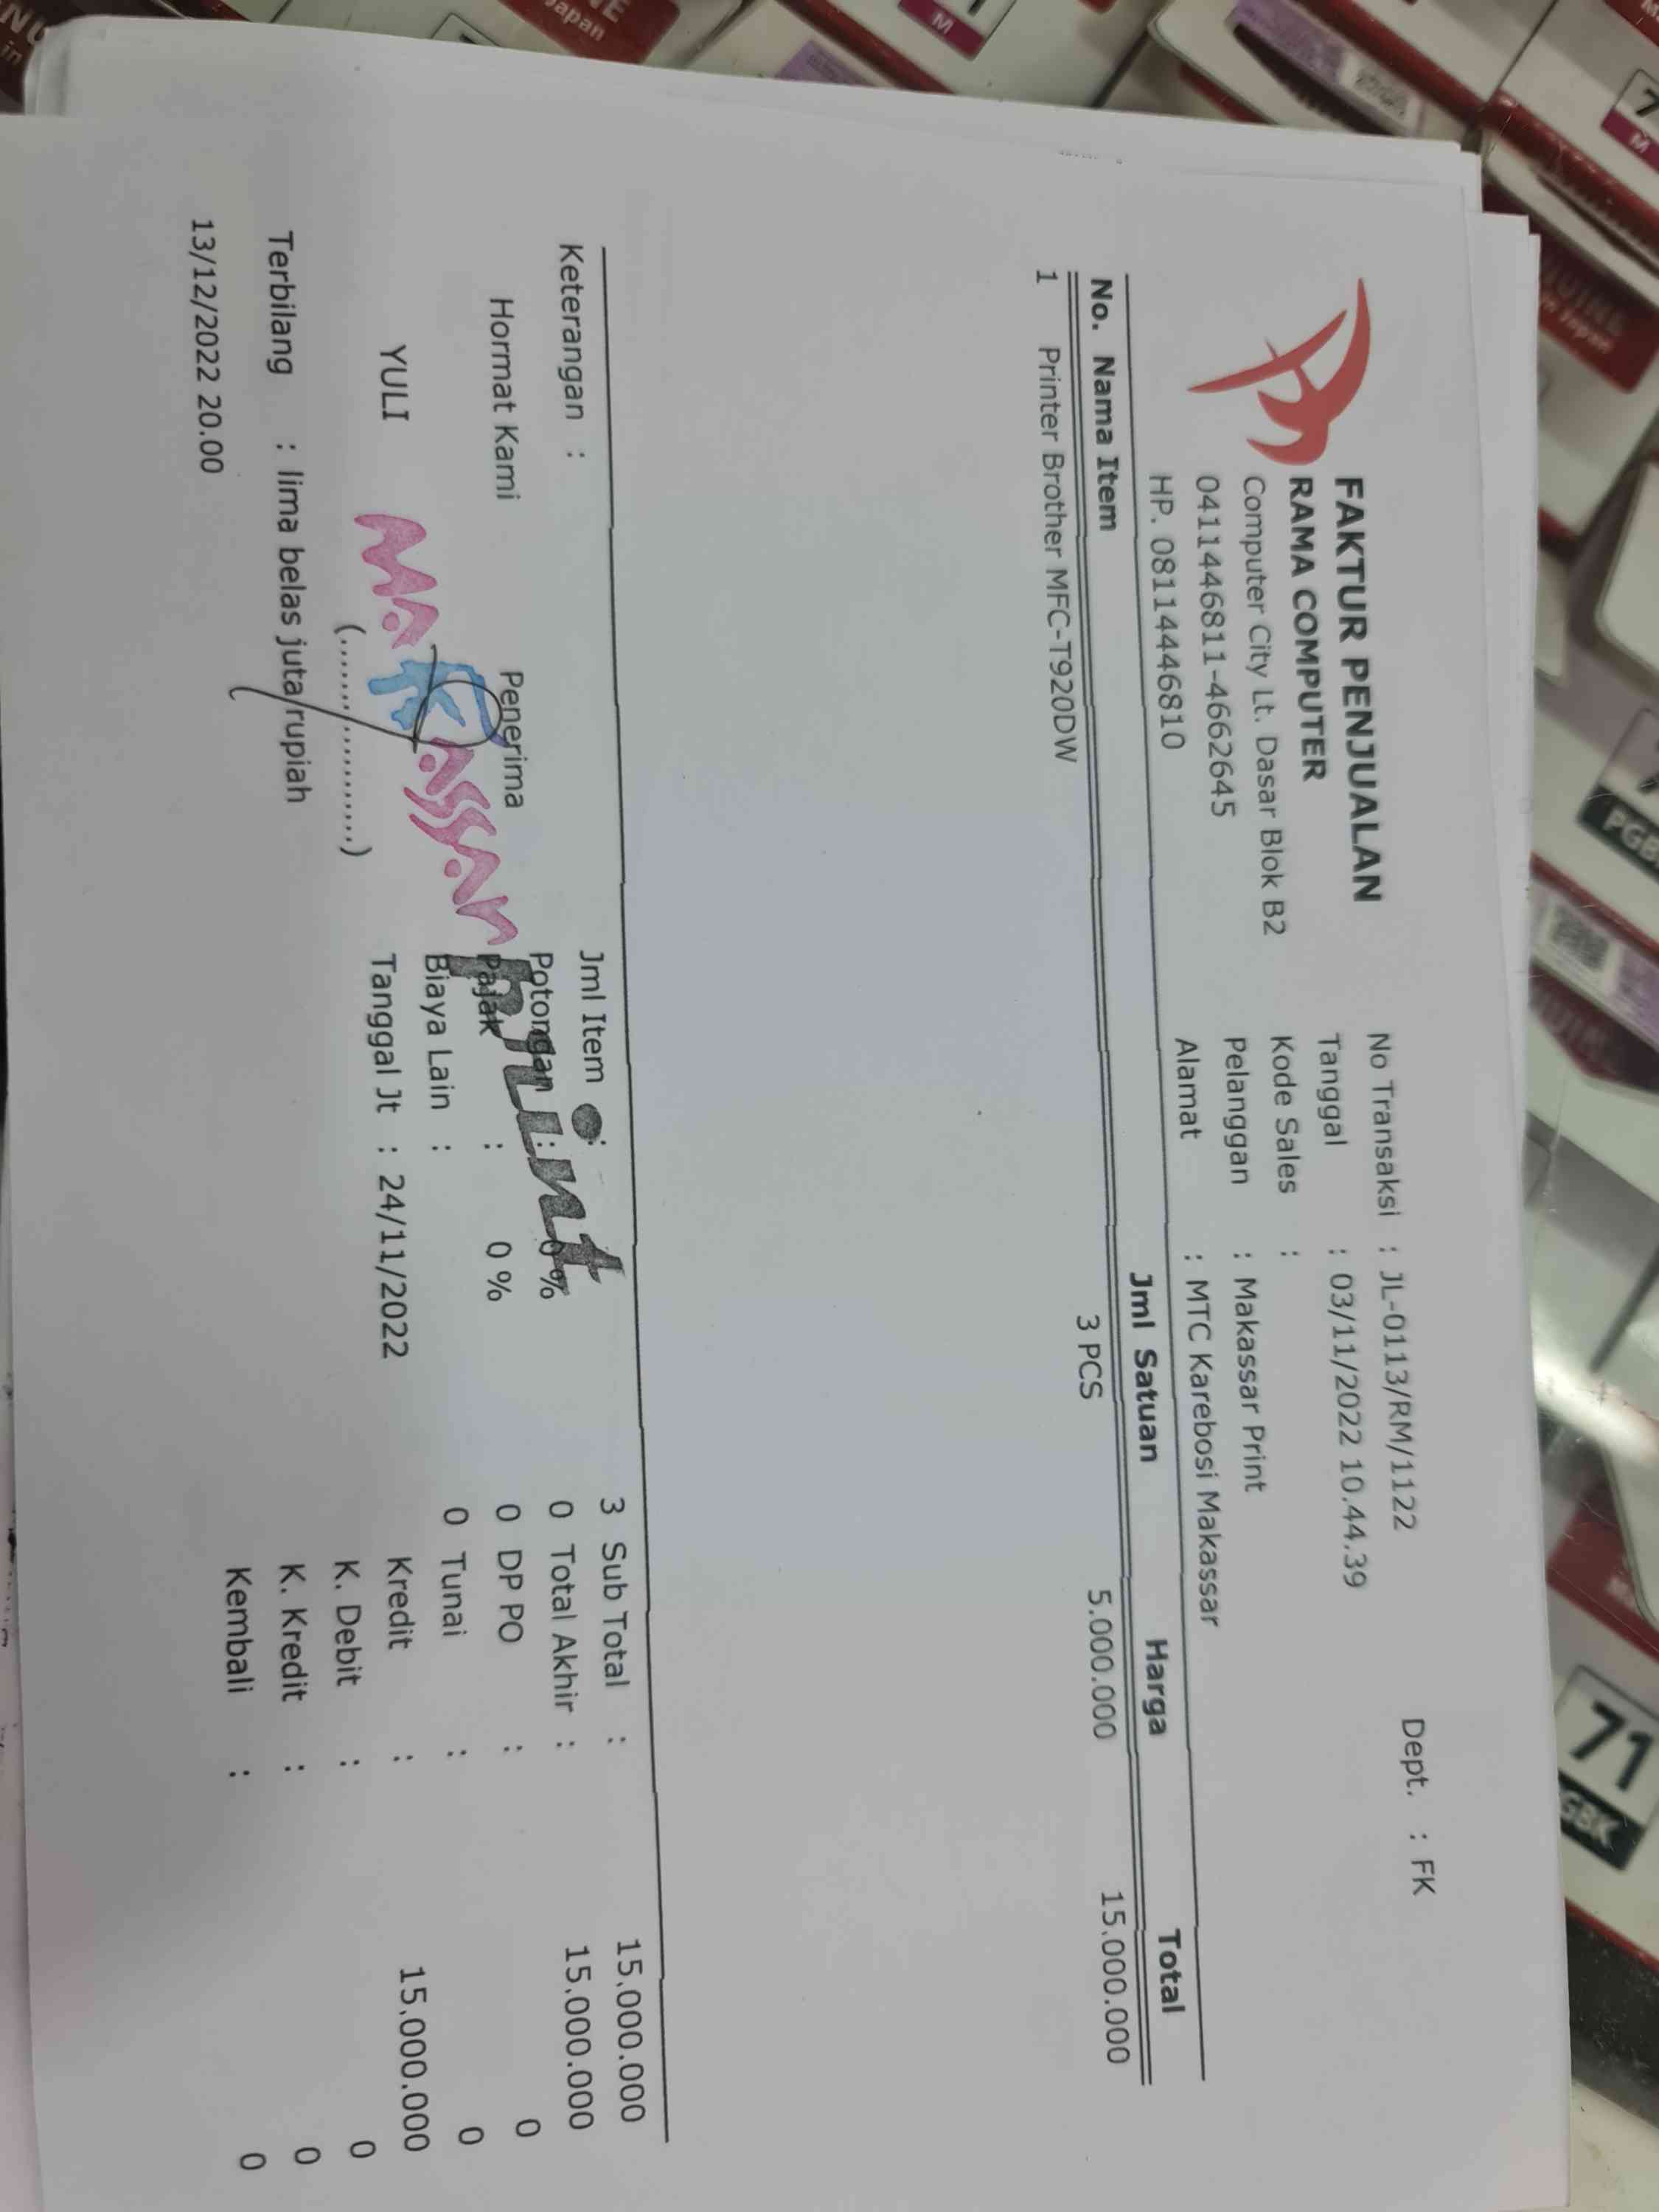 FAKTUR PENJUALAN
RAMA COMPUTER
Computer City Lt. Dasar Blok B2
04114466811-4662645
HP. 08114446810
Dept. : FK
No Transaksi : JL-0113/RM/1122
Tanggal : 03/11/2022 10.44.39
Kode Sales :
Pelanggan : Makassar Print
Alamat : MTC Karebosi Makassar
No. Nama Item Jml Satuan Harga Total
1 Printer Brother MFC-T920DW 3 PCS 5.000.000 15.000.000
Keterangan :
Hormat Kami Penerima
YULI
(....................)
MAKASSAR Print
Jml Item : 3
Potongan : 0 % 0
Pajak : 0 % 0
Biaya Lain : 0
Tanggal Jt : 24/11/2022
Sub Total : 15.000.000
Total Akhir : 15.000.000
DP PO : 0
Tunai : 0
Kredit : 15.000.000
K. Debit : 0
K. Kredit : 0
Kembali : 0
Terbilang : lima belas juta rupiah
13/12/2022 20.00
Japan
M
M
71
PGBK